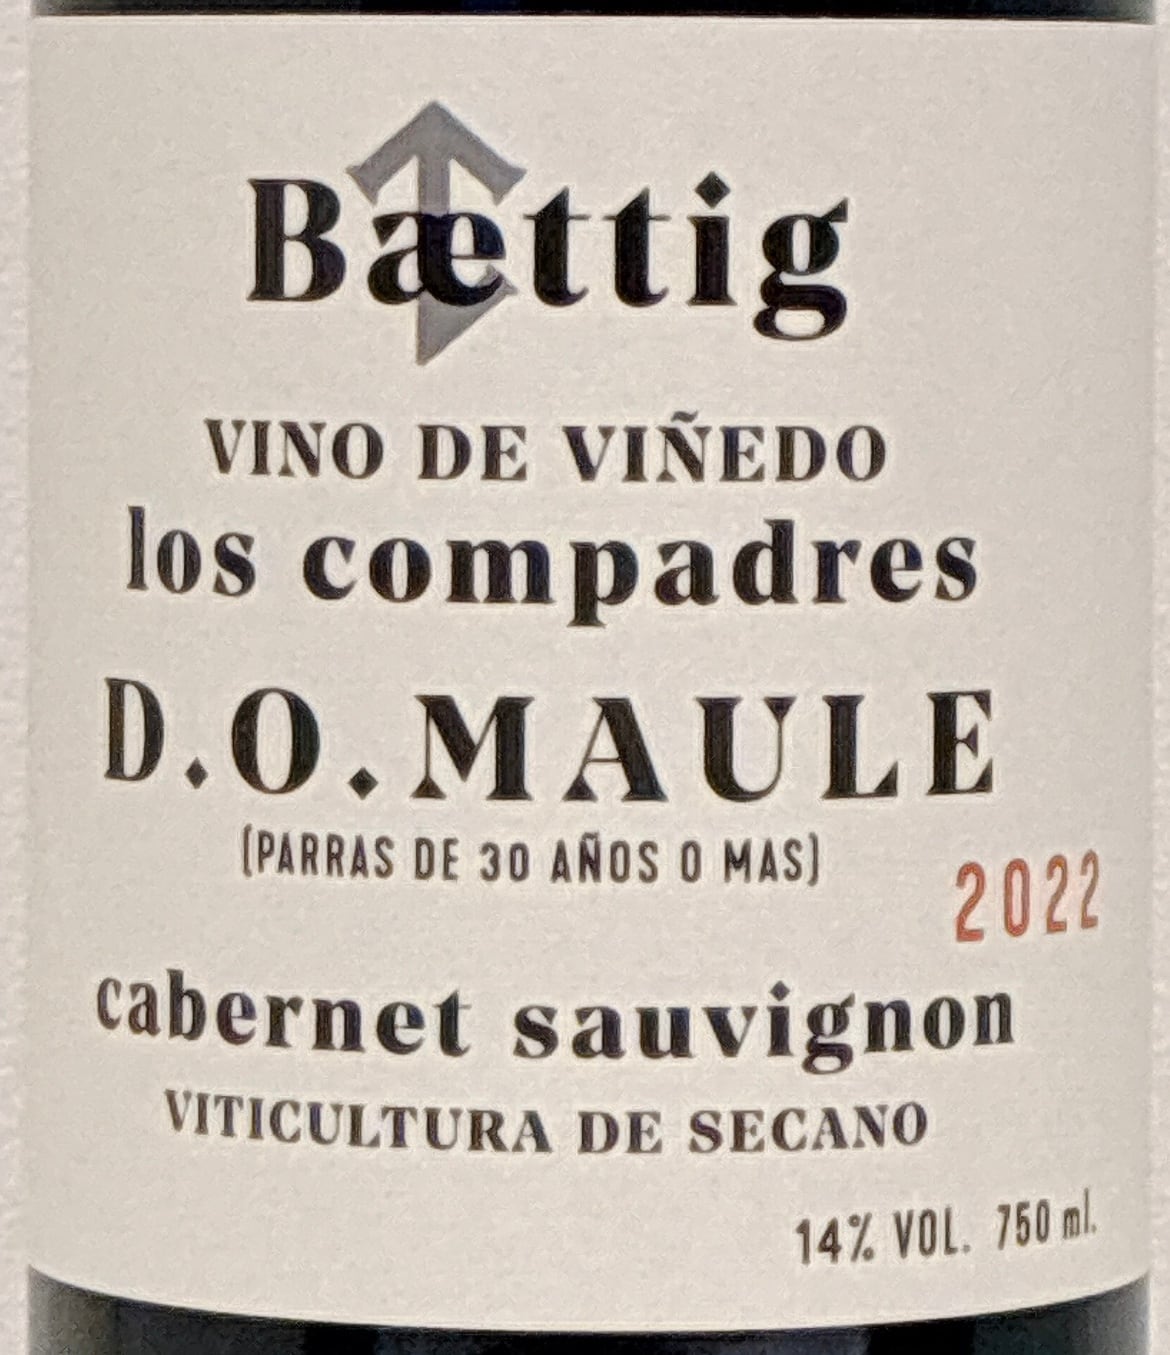 Bættig
VINO DE VIÑEDO
los compadres
D.O.MAULE
(PARRAS DE 30 AÑOS O MAS)
2022
cabernet sauvignon
VITICULTURA DE SECANO
14% VOL. 750 ml.